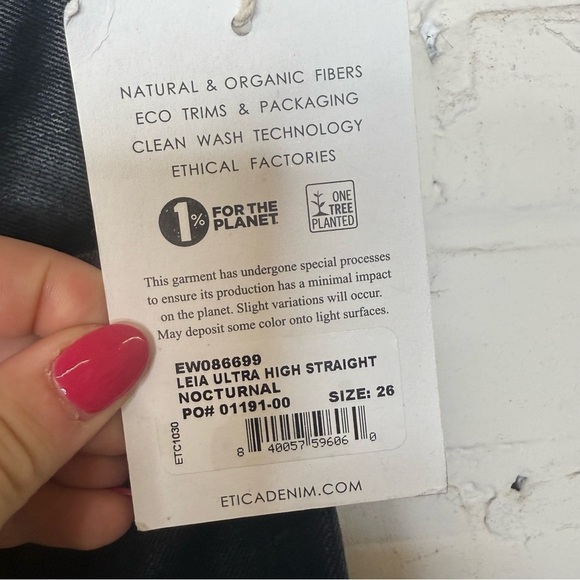 NATURAL & ORGANIC FIBERS
ECO TRIMS & PACKAGING
CLEAN WASH TECHNOLOGY
ETHICAL FACTORIES
1% FOR THE
PLANET
ONE
TREE
PLANTED
This garment has undergone special processes
to ensure its production has a minimal impact
on the planet. Slight variations will occur.
May deposit some color onto light surfaces.
EW086699
LEIA ULTRA HIGH STRAIGHT
NOCTURNAL
PO# 01191-00 SIZE: 26
ETC1030
8 40057 59606 0
ETICADENIM.COM